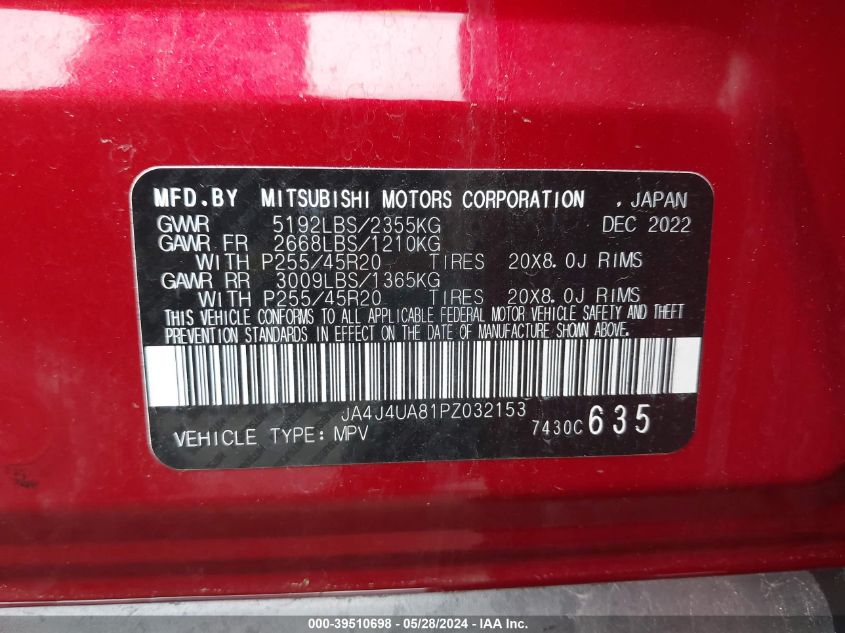 MFD.BY MITSUBISHI MOTORS CORPORATION , JAPAN
GVWR 5192LBS/2355KG DEC 2022
GAWR FR 2668LBS/1210KG
WITH P255/45R20 TIRES 20X8.0J RIMS
GAWR RR 3009LBS/1365KG
WITH P255/45R20 TIRES 20X8.0J RIMS
THIS VEHICLE CONFORMS TO ALL APPLICABLE FEDERAL MOTOR VEHICLE SAFETY AND THEFT
PREVENTION STANDARDS IN EFFECT ON THE DATE OF MANUFACTURE SHOWN ABOVE.
JA4J4UA81PZ032153
VEHICLE TYPE: MPV 7430C 635
000-39510698 - 05/28/2024 - IAAI.com